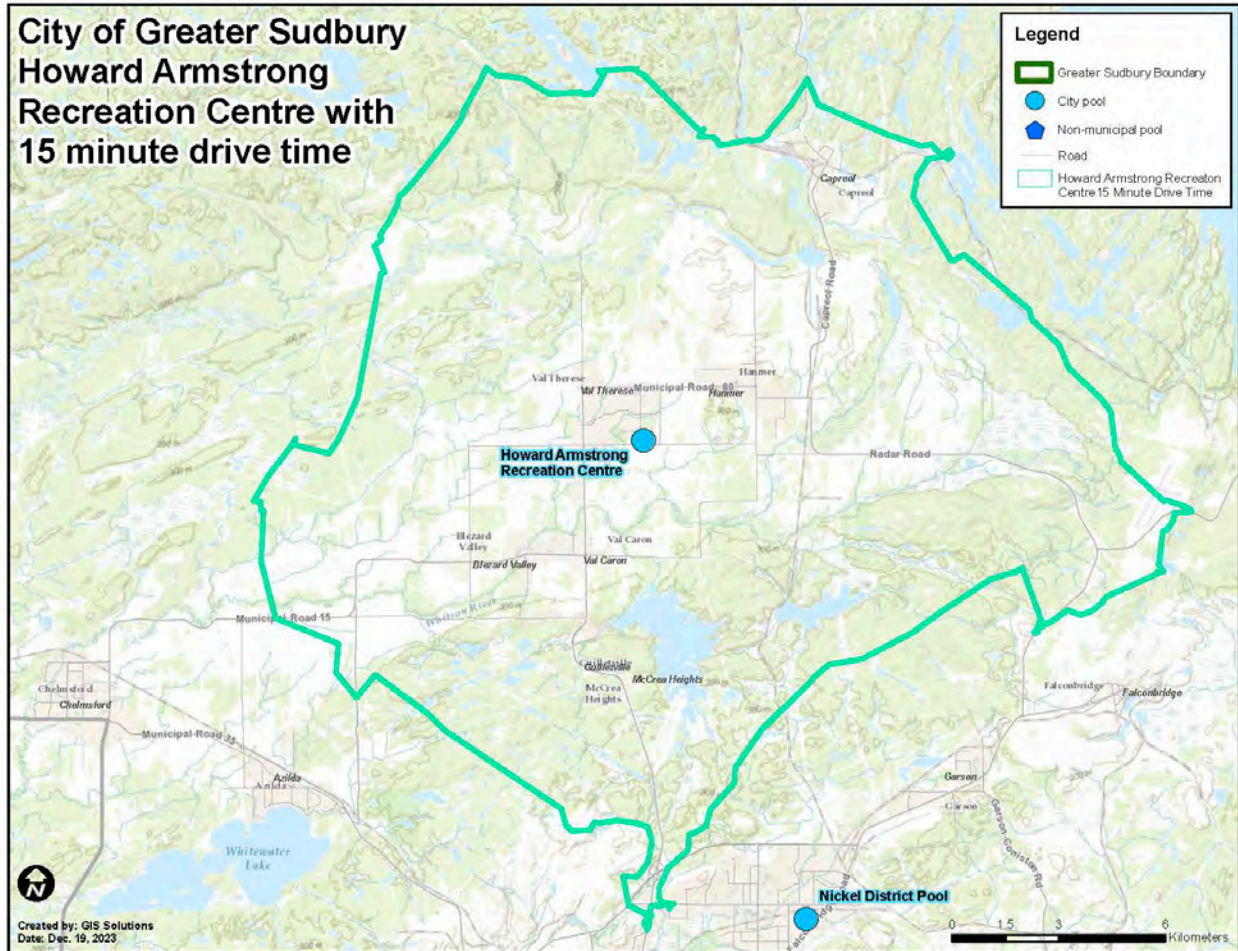 City of Greater Sudbury
Howard Armstrong
Recreation Centre with
15 minute drive time
Legend
Greater Sudbury Boundary
City pool
Non-municipal pool
Road
Howard Armstrong Recreaton
Centre 15 Minute Drive Time
Capreol
Capreol
Capreol Road
Val Therese
Hanmer
Val Therese
Municipal Road 80
Hanmer
300 m
Howard Armstrong
Recreation Centre
Radar Road
300 m
Blezard
Valley
Val Caron
Blezard Valley
Val Caron
300 m
Whitson River
300 m
Municipal Road 15
Guilletville
McCrea Heights
McCrea
Heights
300 m
Chelmsford
Chelmsford
Falconbridge
Falconbridge
Municipal Road 35
Azilda
Azilda
Garson
Garson
Garson-Coniston Rd
Whitewater
Lake
Nickel District Pool
N
Created by: GIS Solutions
Date: Dec. 19, 2023
0 1.5 3 6
Kilometers